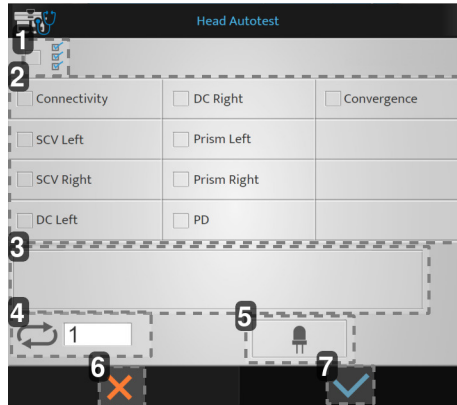 Head Autotest
1
2
Connectivity DC Right Convergence
SCV Left Prism Left
SCV Right Prism Right
DC Left PD
3
4
1
5
6
7